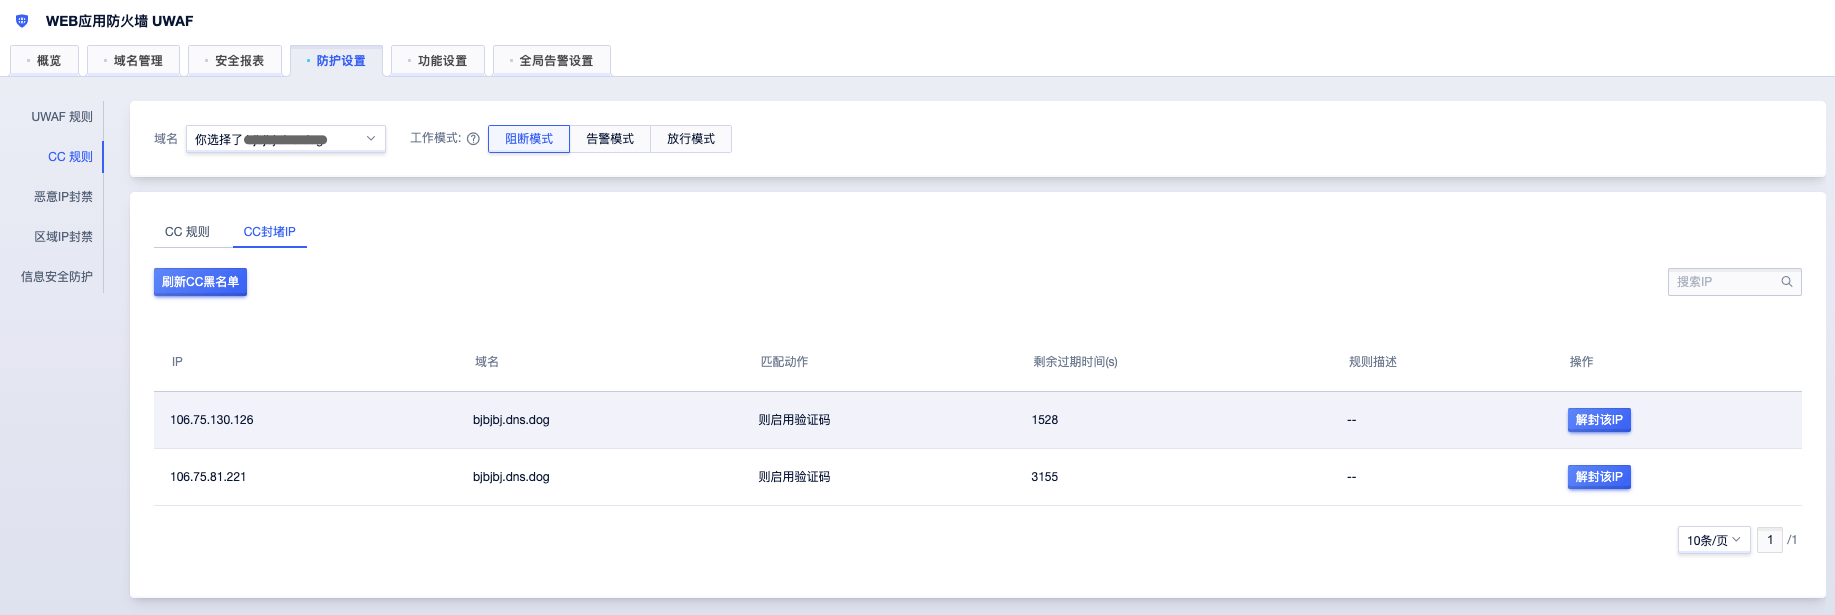 WEB应用防火墙 UWAF
概览 域名管理 安全报表 防护设置 功能设置 全局告警设置
UWAF 规则
CC 规则
恶意IP封禁
区域IP封禁
信息安全防护
域名 你选择了 工作模式: 阻断模式 告警模式 放行模式
CC 规则 CC封堵IP
刷新CC黑名单 搜索IP
IP 域名 匹配动作 剩余过期时间(s) 规则描述 操作
106.75.130.126 bjbjbj.dns.dog 则启用验证码 1528 -- 解封该IP
106.75.81.221 bjbjbj.dns.dog 则启用验证码 3155 -- 解封该IP
10条/页 1 /1